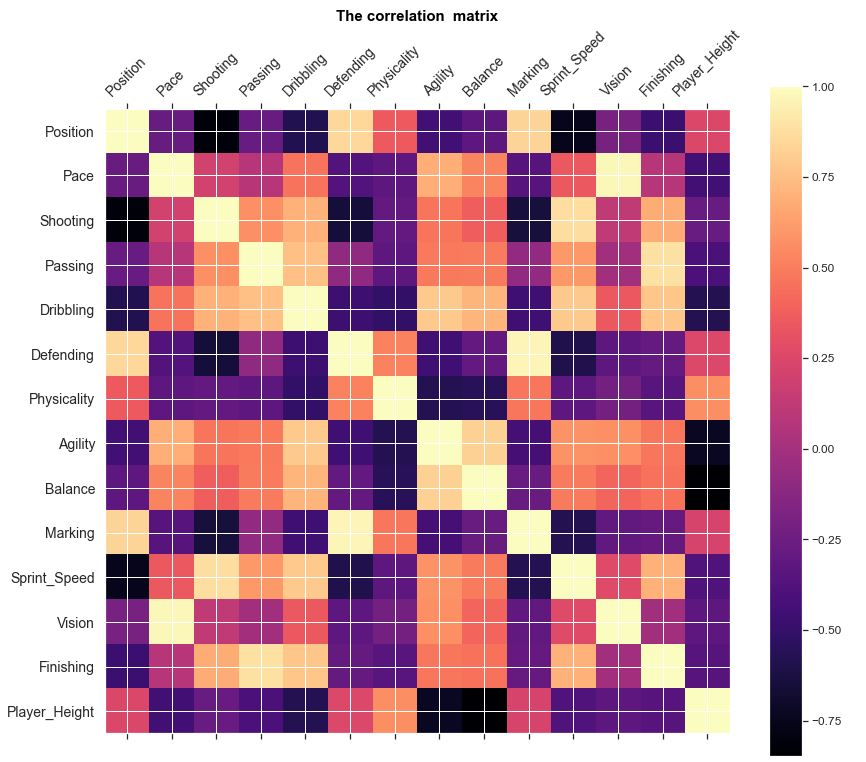 The correlation  matrix
Position Pace Shooting Passing Dribbling Defending Physicality Agility Balance Marking Sprint_Speed Vision Finishing Player_Height
Position
Pace
Shooting
Passing
Dribbling
Defending
Physicality
Agility
Balance
Marking
Sprint_Speed
Vision
Finishing
Player_Height
1.00
0.75
0.50
0.25
0.00
−0.25
−0.50
−0.75